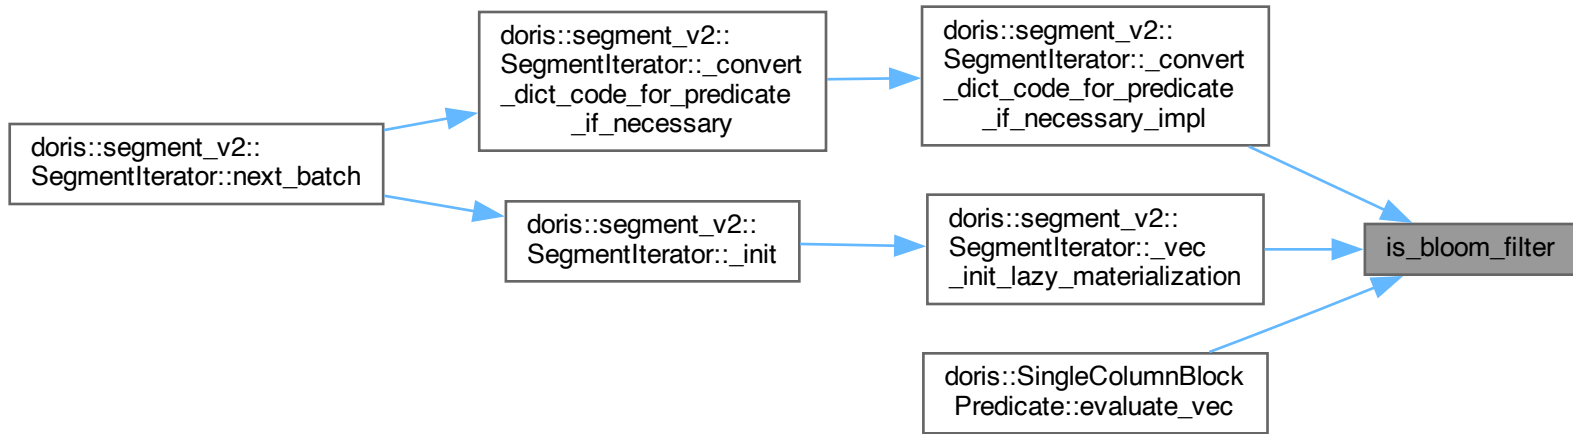 doris::segment_v2::
SegmentIterator::next_batch
doris::segment_v2::
SegmentIterator::_convert
_dict_code_for_predicate
_if_necessary
doris::segment_v2::
SegmentIterator::_init
doris::segment_v2::
SegmentIterator::_convert
_dict_code_for_predicate
_if_necessary_impl
doris::segment_v2::
SegmentIterator::_vec
_init_lazy_materialization
doris::SingleColumnBlock
Predicate::evaluate_vec
is_bloom_filter